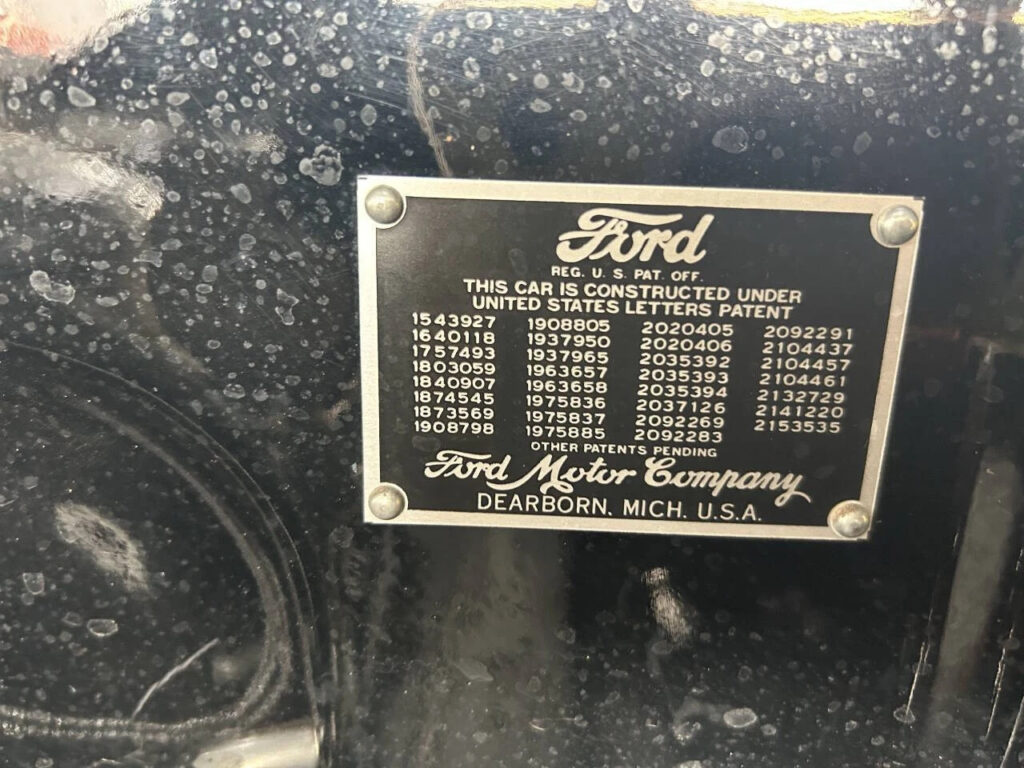 Ford
REG. U. S. PAT. OFF.
THIS CAR IS CONSTRUCTED UNDER
UNITED STATES LETTERS PATENT
1543927 1908805 2020405 2092291
1640118 1937950 2020406 2104437
1757493 1937965 2035392 2104457
1803059 1963657 2035393 2104461
1840907 1963658 2035394 2132729
1874545 1975836 2037126 2141220
1873569 1975837 2092269 2153535
1908798 1975885 2092283
OTHER PATENTS PENDING
Ford Motor Company
DEARBORN. MICH. U.S.A.